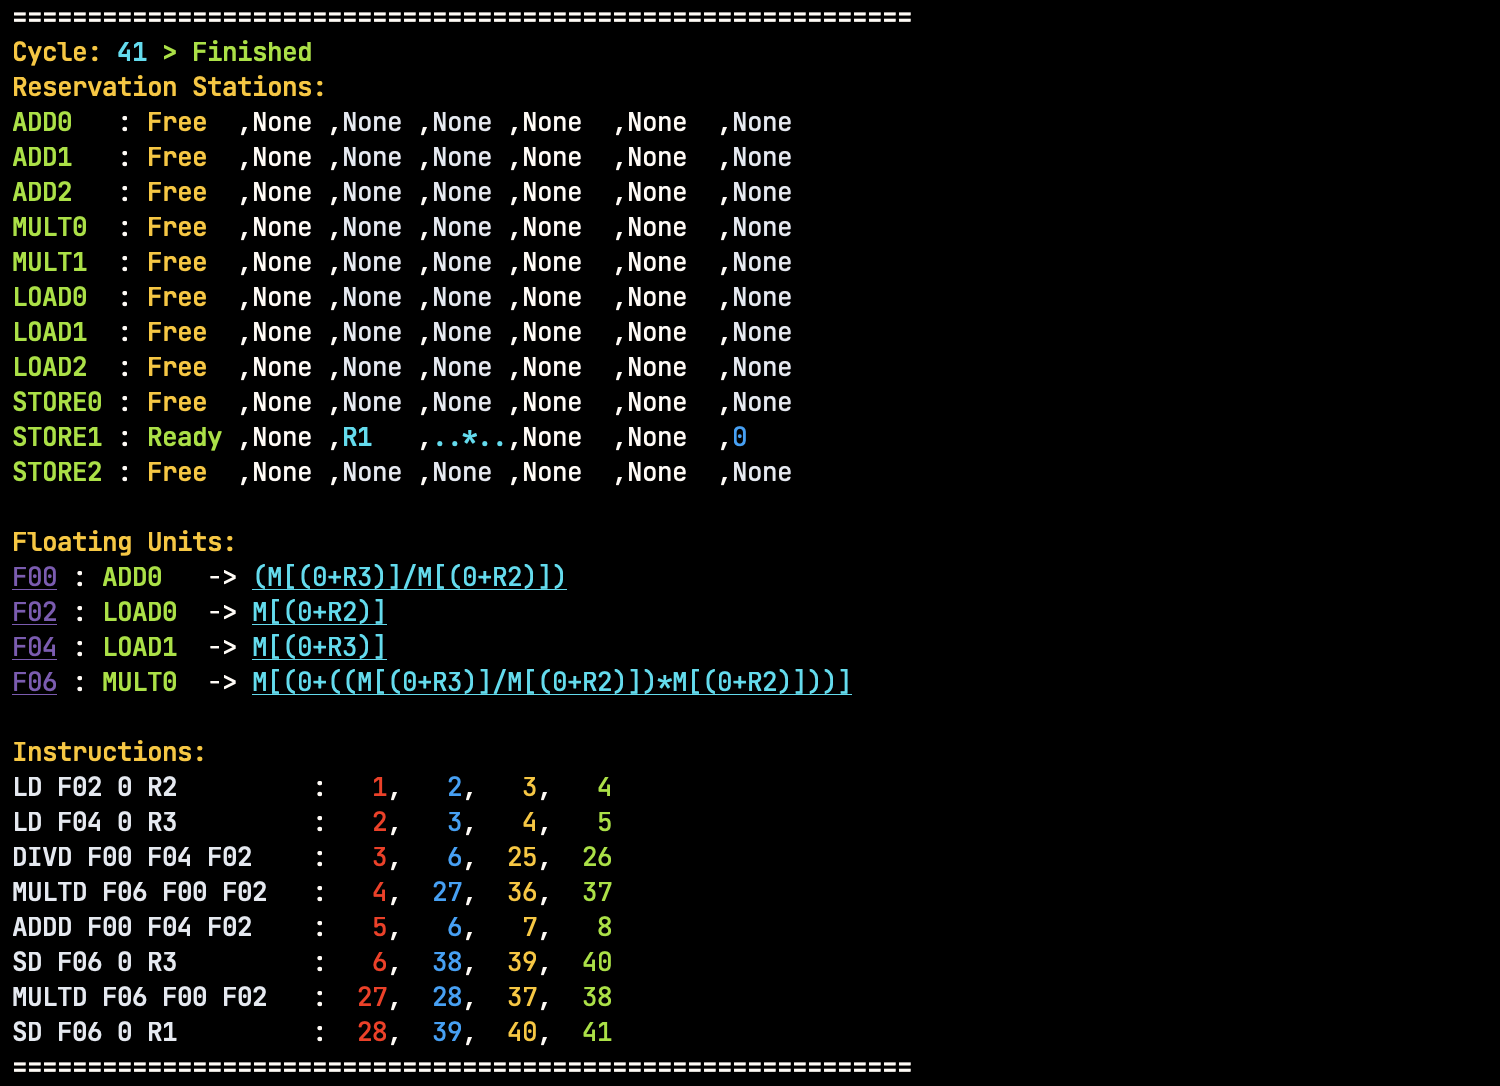 ============================================================
Cycle: 41 > Finished
Reservation Stations:
ADD0   : Free  ,None ,None ,None ,None  ,None  ,None
ADD1   : Free  ,None ,None ,None ,None  ,None  ,None
ADD2   : Free  ,None ,None ,None ,None  ,None  ,None
MULT0  : Free  ,None ,None ,None ,None  ,None  ,None
MULT1  : Free  ,None ,None ,None ,None  ,None  ,None
LOAD0  : Free  ,None ,None ,None ,None  ,None  ,None
LOAD1  : Free  ,None ,None ,None ,None  ,None  ,None
LOAD2  : Free  ,None ,None ,None ,None  ,None  ,None
STORE0 : Free  ,None ,None ,None ,None  ,None  ,None
STORE1 : Ready ,None ,R1   ,..*..,None  ,None  ,0
STORE2 : Free  ,None ,None ,None ,None  ,None  ,None
Floating Units:
F00 : ADD0   -> (M[(0+R3)]/M[(0+R2)])
F02 : LOAD0  -> M[(0+R2)]
F04 : LOAD1  -> M[(0+R3)]
F06 : MULT0  -> M[(0+((M[(0+R3)]/M[(0+R2)])*M[(0+R2)]))]
Instructions:
LD F02 0 R2         :   1,   2,   3,   4
LD F04 0 R3         :   2,   3,   4,   5
DIVD F00 F04 F02    :   3,   6,  25,  26
MULTD F06 F00 F02   :   4,  27,  36,  37
ADDD F00 F04 F02    :   5,   6,   7,   8
SD F06 0 R3         :   6,  38,  39,  40
MULTD F06 F00 F02   :  27,  28,  37,  38
SD F06 0 R1         :  28,  39,  40,  41
============================================================